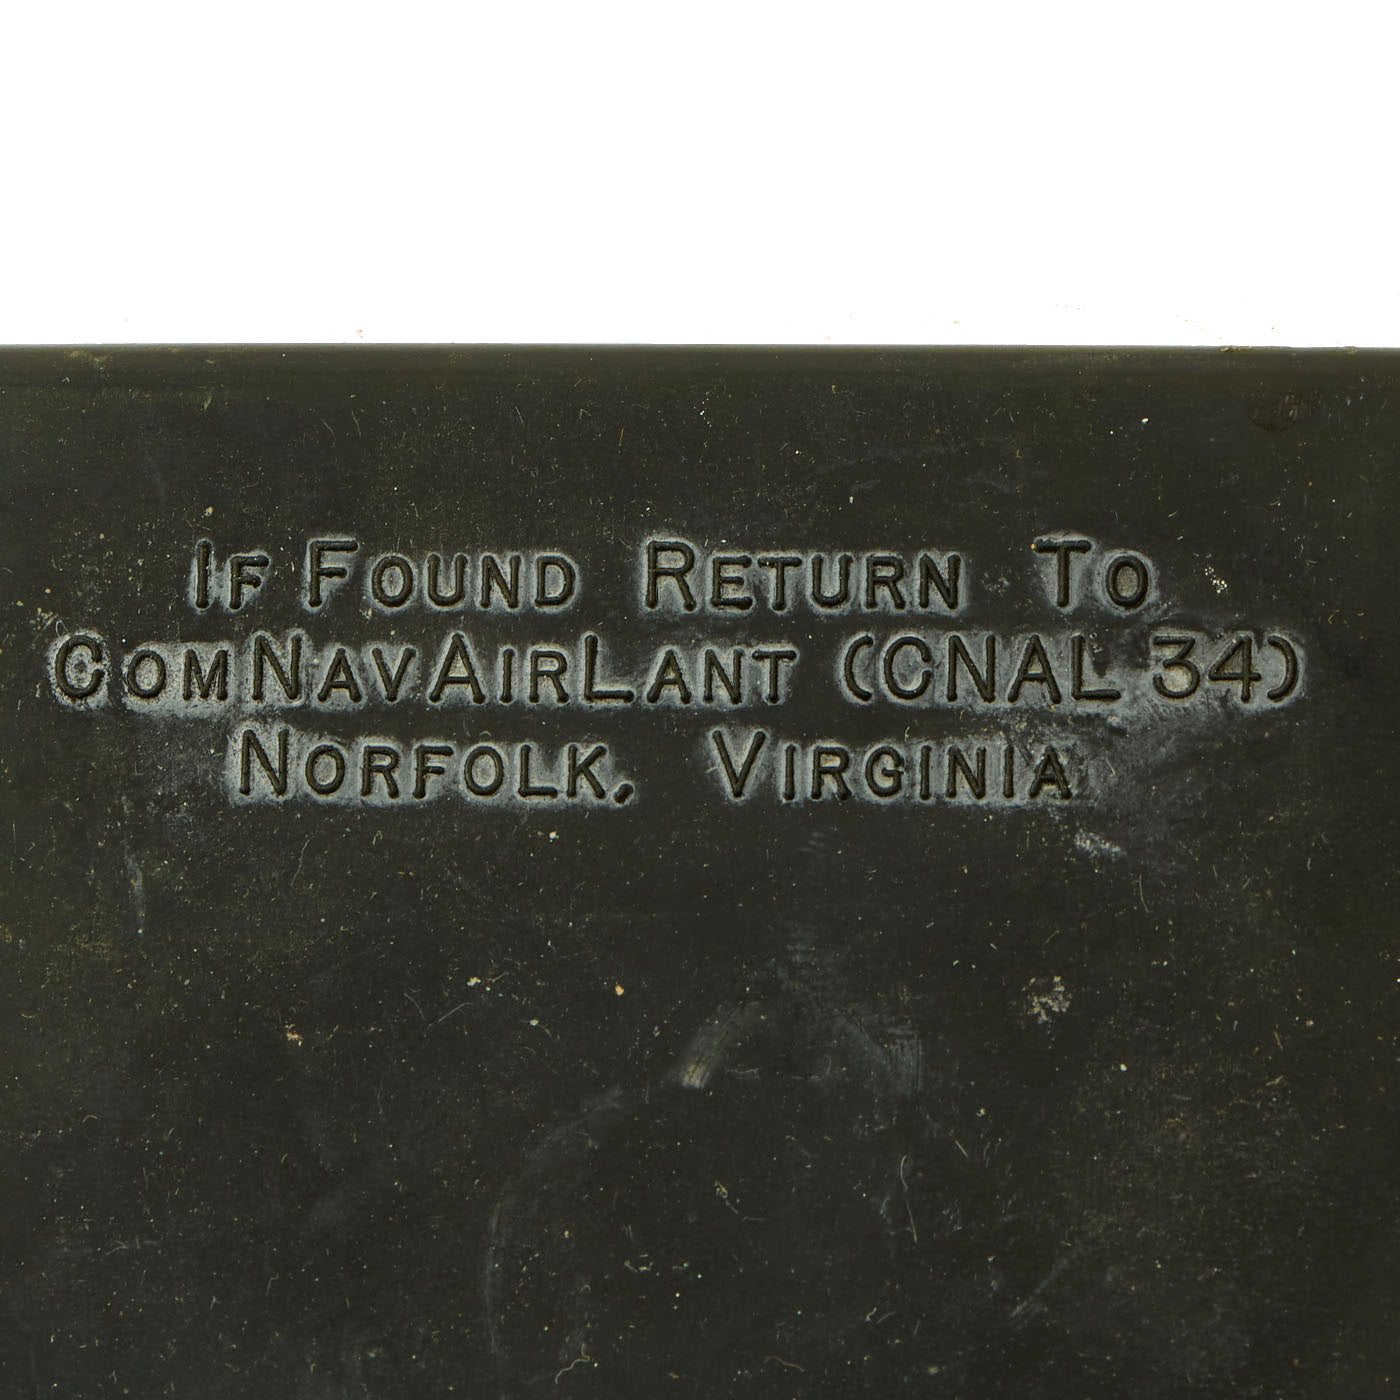 If Found Return To
ComNavAirLant (CNAL 34)
Norfolk, Virginia